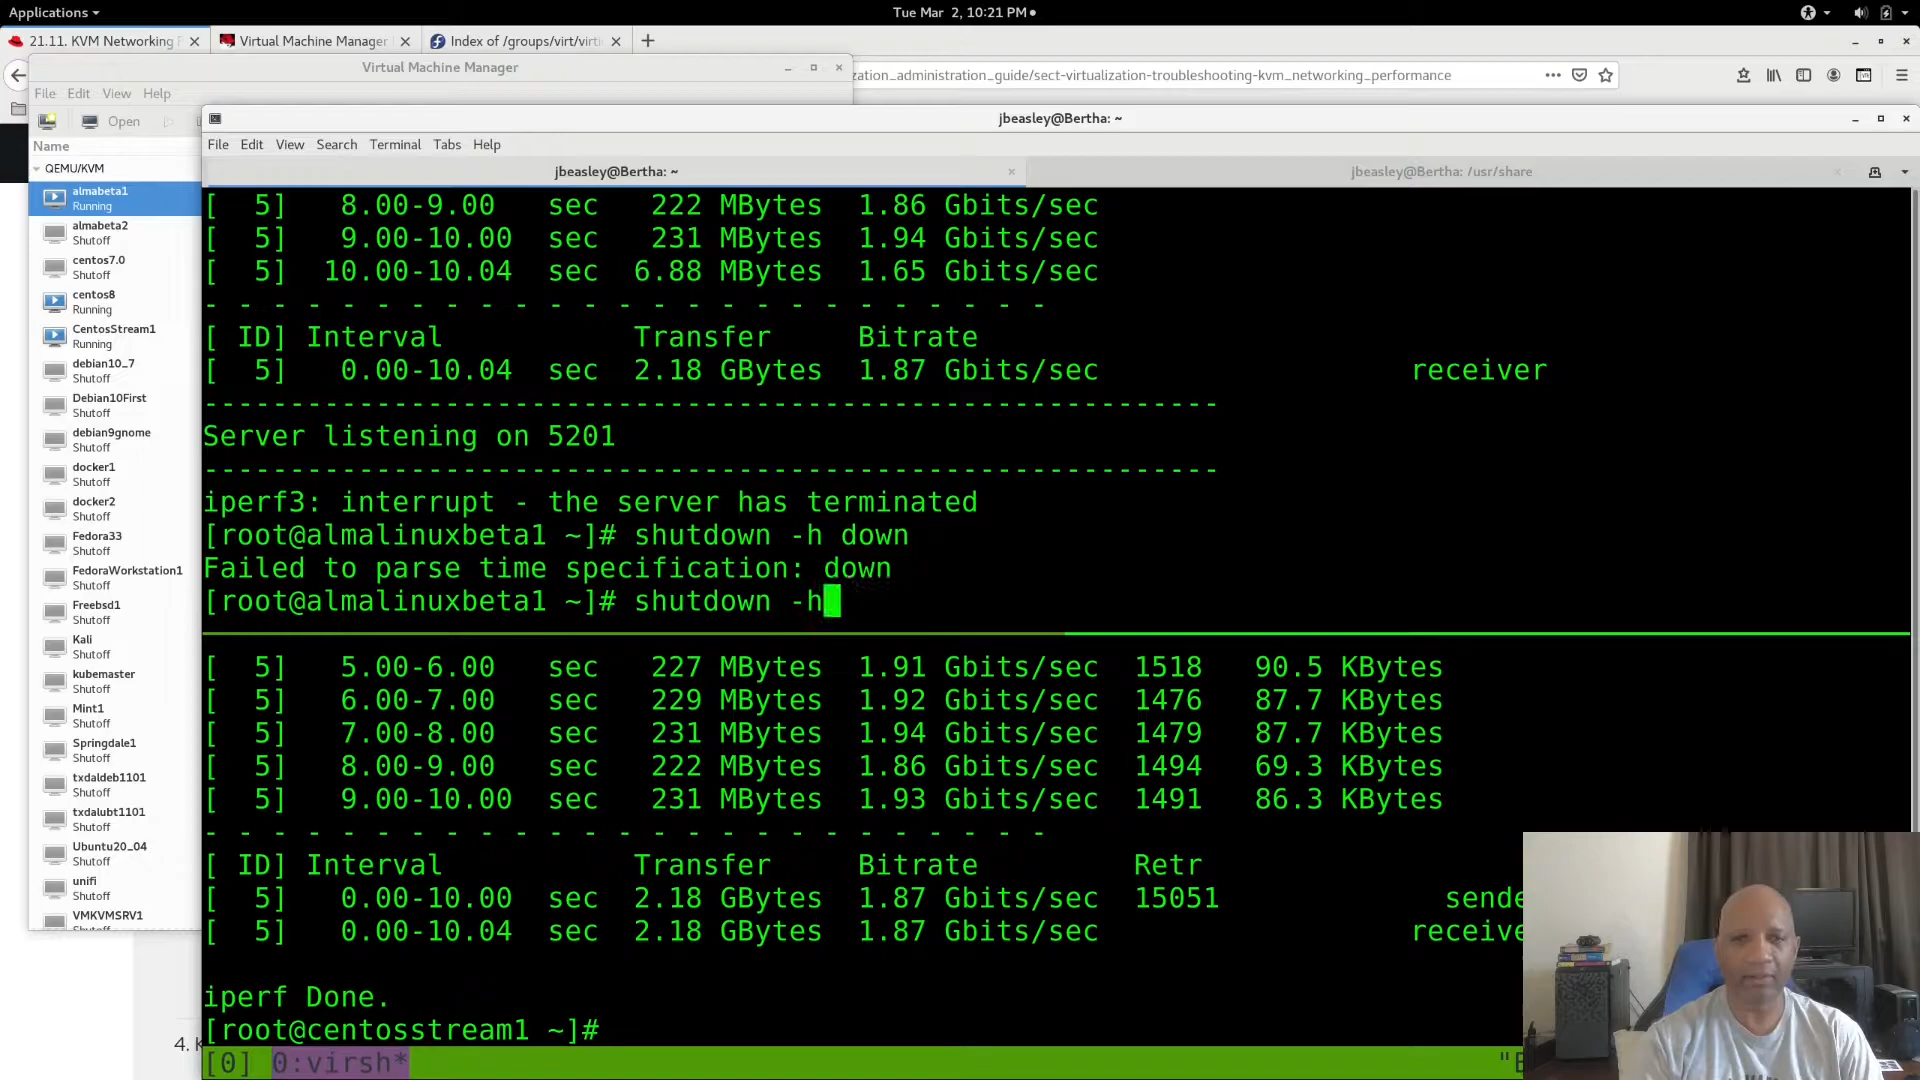 Applications
Tue Mar 2, 10:21 PM
21.11. KVM Networking
Virtual Machine Manager
Index of /groups/virt/virti
Virtual Machine Manager
zation_administration_guide/sect-virtualization-troubleshooting-kvm_networking_performance
File Edit View Help
Open
Name
QEMU/KVM
almabeta1
Running
almabeta2
Shutoff
centos7.0
Shutoff
centos8
Running
CentosStream1
Running
debian10_7
Shutoff
Debian10First
Shutoff
debian9gnome
Shutoff
docker1
Shutoff
docker2
Shutoff
Fedora33
Shutoff
FedoraWorkstation1
Shutoff
Freebsd1
Shutoff
Kali
Shutoff
kubemaster
Shutoff
Mint1
Shutoff
Springdale1
Shutoff
txdaldeb1101
Shutoff
txdalubt1101
Shutoff
Ubuntu20_04
Shutoff
unifi
Shutoff
VMKVMSRV1
Shutoff
jbeasley@Bertha: ~
File Edit View Search Terminal Tabs Help
jbeasley@Bertha: ~
jbeasley@Bertha: /usr/share
[ 5] 8.00-9.00 sec 222 MBytes 1.86 Gbits/sec
[ 5] 9.00-10.00 sec 231 MBytes 1.94 Gbits/sec
[ 5] 10.00-10.04 sec 6.88 MBytes 1.65 Gbits/sec
- - - - - - - - - - - - - - - - - - - - - - - - -
[ ID] Interval Transfer Bitrate
[ 5] 0.00-10.04 sec 2.18 GBytes 1.87 Gbits/sec receiver
-----------------------------------------------------------
Server listening on 5201
-----------------------------------------------------------
iperf3: interrupt - the server has terminated
[root@almalinuxbeta1 ~]# shutdown -h down
Failed to parse time specification: down
[root@almalinuxbeta1 ~]# shutdown -h
[ 5] 5.00-6.00 sec 227 MBytes 1.91 Gbits/sec 1518 90.5 KBytes
[ 5] 6.00-7.00 sec 229 MBytes 1.92 Gbits/sec 1476 87.7 KBytes
[ 5] 7.00-8.00 sec 231 MBytes 1.94 Gbits/sec 1479 87.7 KBytes
[ 5] 8.00-9.00 sec 222 MBytes 1.86 Gbits/sec 1494 69.3 KBytes
[ 5] 9.00-10.00 sec 231 MBytes 1.93 Gbits/sec 1491 86.3 KBytes
- - - - - - - - - - - - - - - - - - - - - - - - -
[ ID] Interval Transfer Bitrate Retr
[ 5] 0.00-10.00 sec 2.18 GBytes 1.87 Gbits/sec 15051 sende
[ 5] 0.00-10.04 sec 2.18 GBytes 1.87 Gbits/sec receive
iperf Done.
[root@centosstream1 ~]#
4. K
[0] 0:virsh*